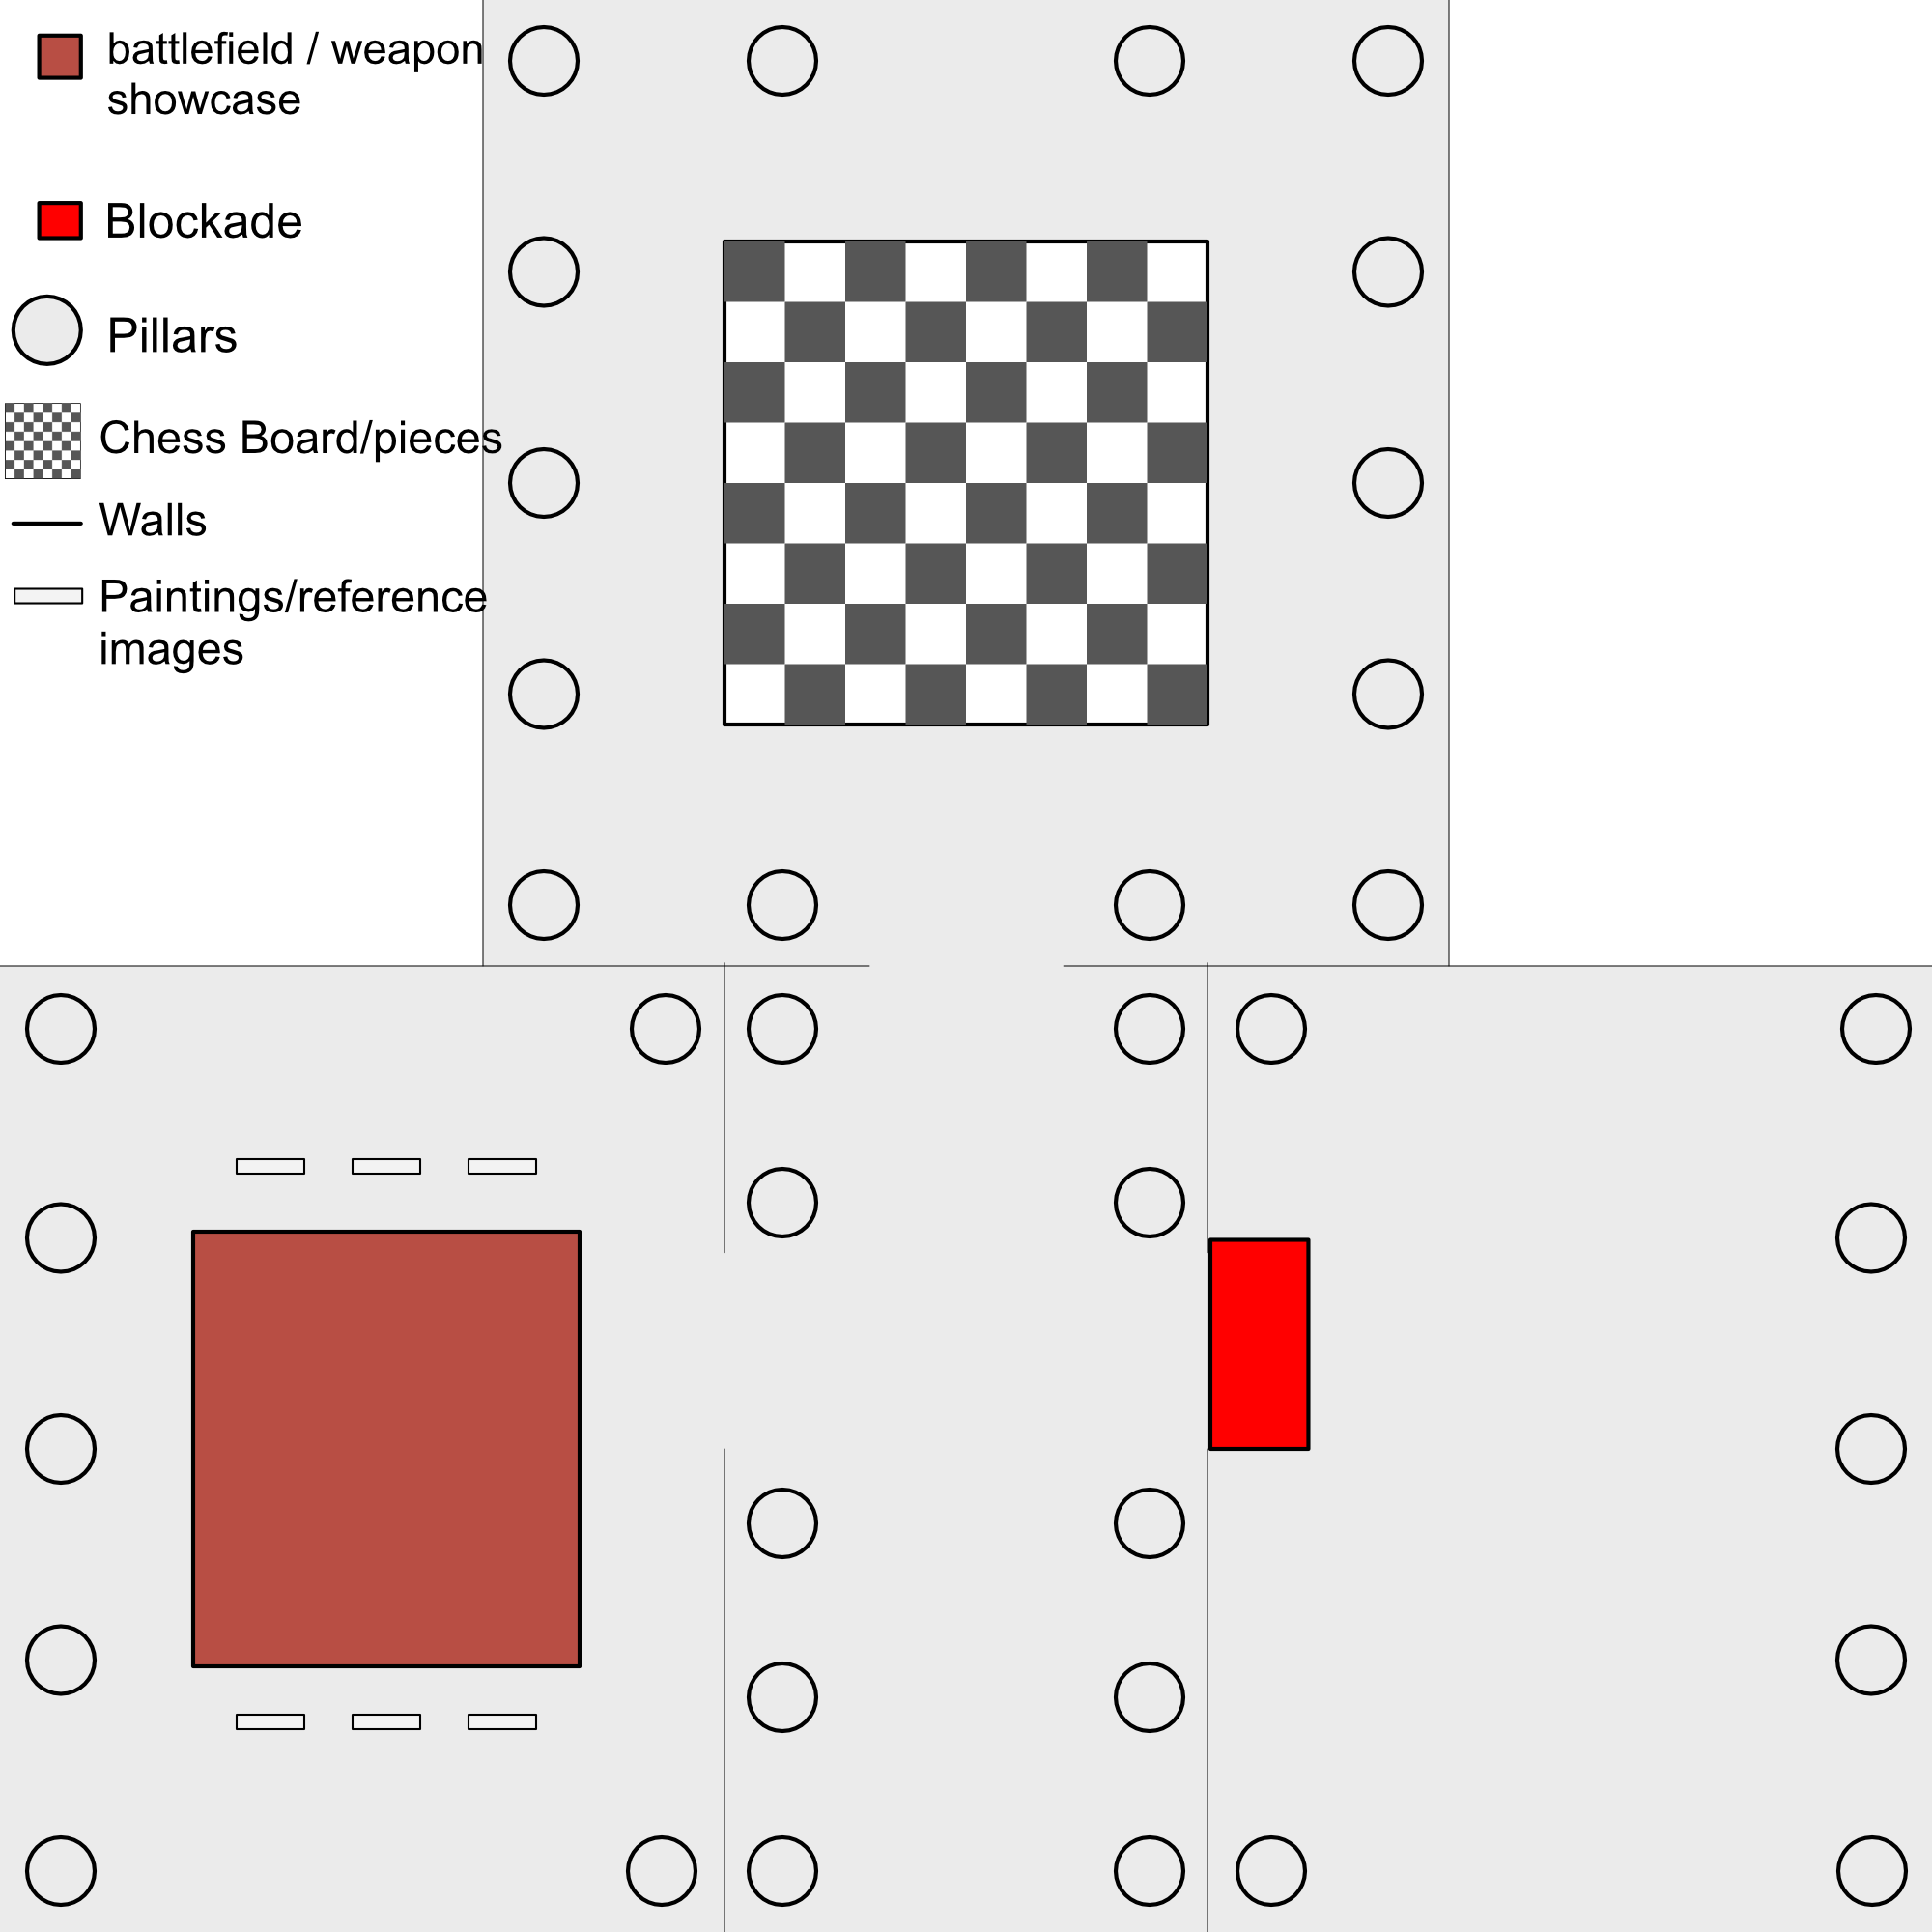 battlefield / weapon
showcase
Blockade
Pillars
Chess Board/pieces
Walls
Paintings/reference
images